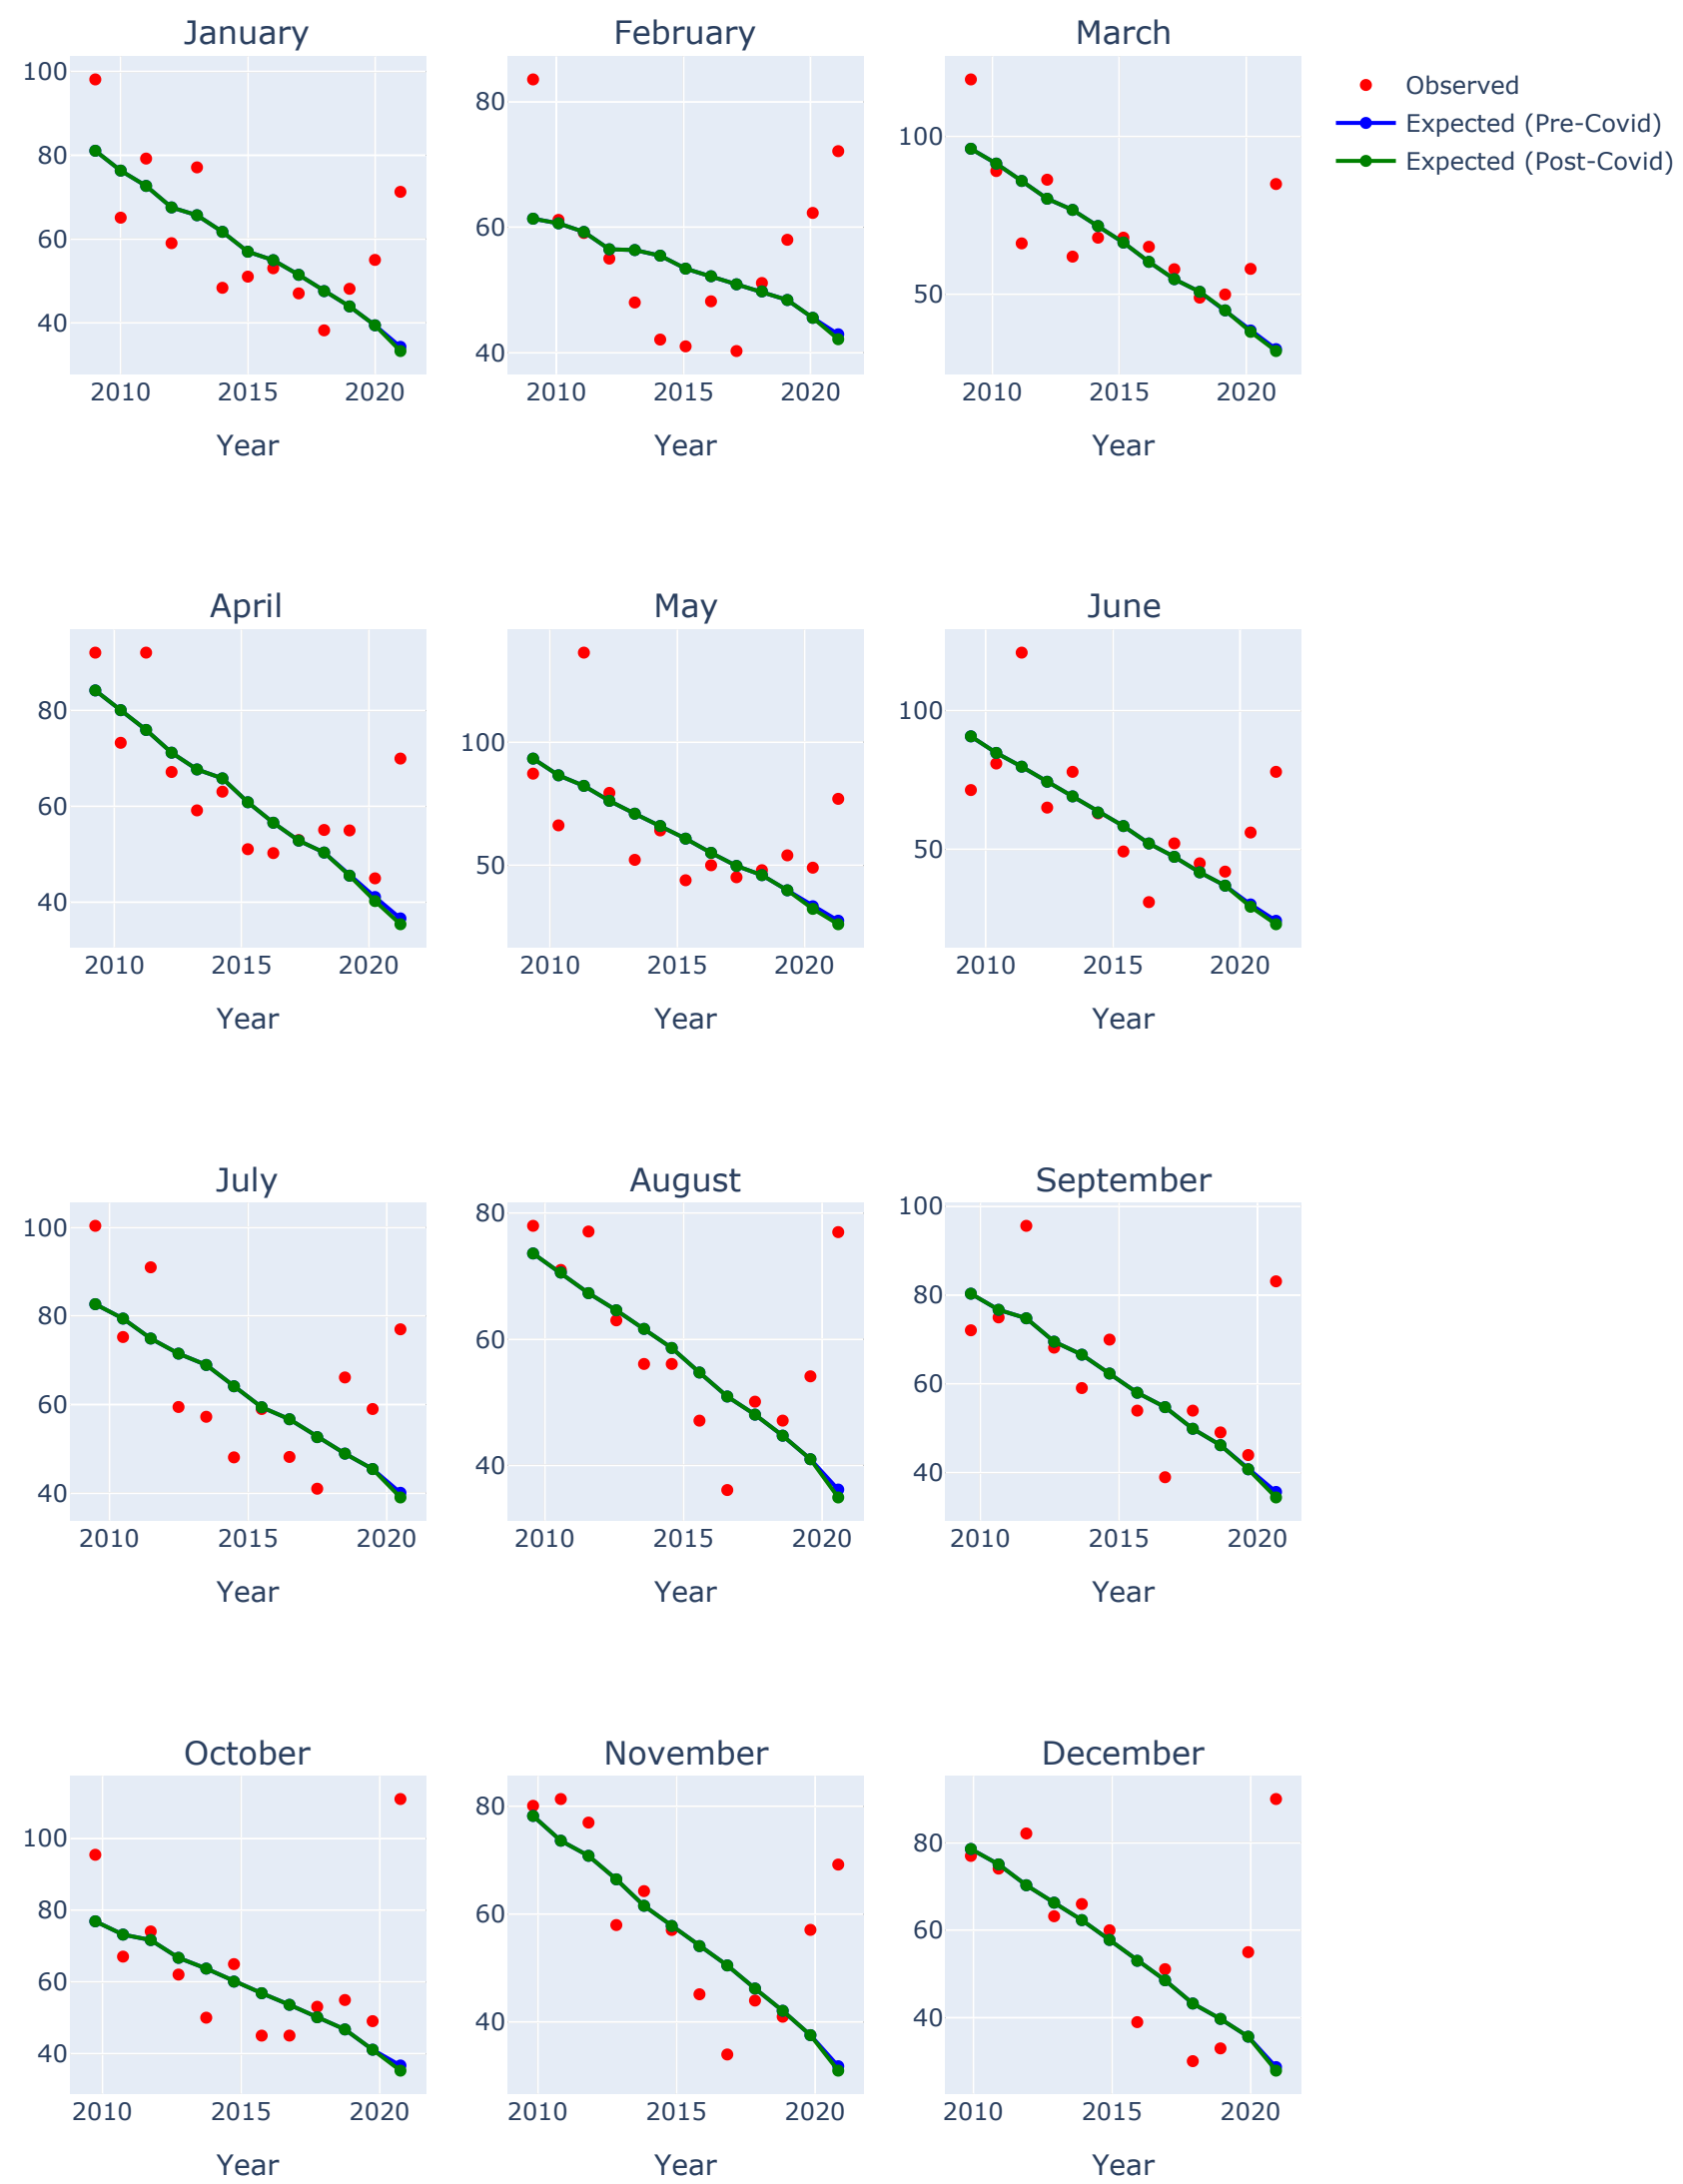 January February March
Observed
Expected (Pre-Covid)
Expected (Post-Covid)
100
80
60
40
2010 2015 2020
Year
80
60
40
2010 2015 2020
Year
100
50
2010 2015 2020
Year
April May June
80
60
40
2010 2015 2020
Year
100
50
2010 2015 2020
Year
100
50
2010 2015 2020
Year
July August September
100
80
60
40
2010 2015 2020
Year
80
60
40
2010 2015 2020
Year
100
80
60
40
2010 2015 2020
Year
October November December
100
80
60
40
2010 2015 2020
Year
80
60
40
2010 2015 2020
Year
80
60
40
2010 2015 2020
Year